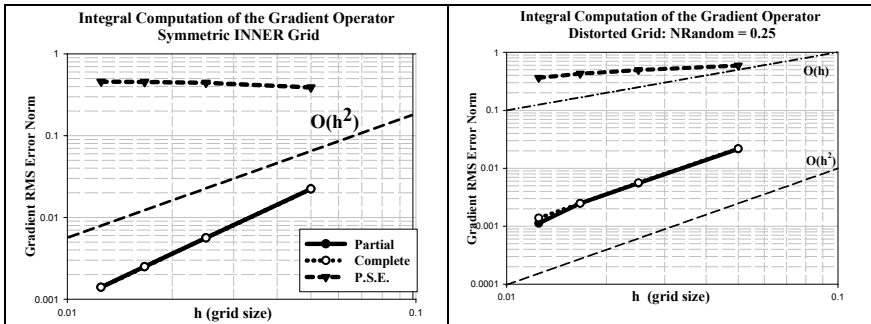 Integral Computation of the Gradient Operator
Symmetric INNER Grid
Gradient RMS Error Norm
1
0.1
0.01
0.001
O(h2)
Partial
Complete
P.S.E.
0.01
0.1
h (grid size)
Integral Computation of the Gradient Operator
Distorted Grid: NRandom = 0.25
Gradient RMS Error Norm
1
0.1
0.01
0.001
0.0001
O(h)
O(h2)
0.01
0.1
h (grid size)